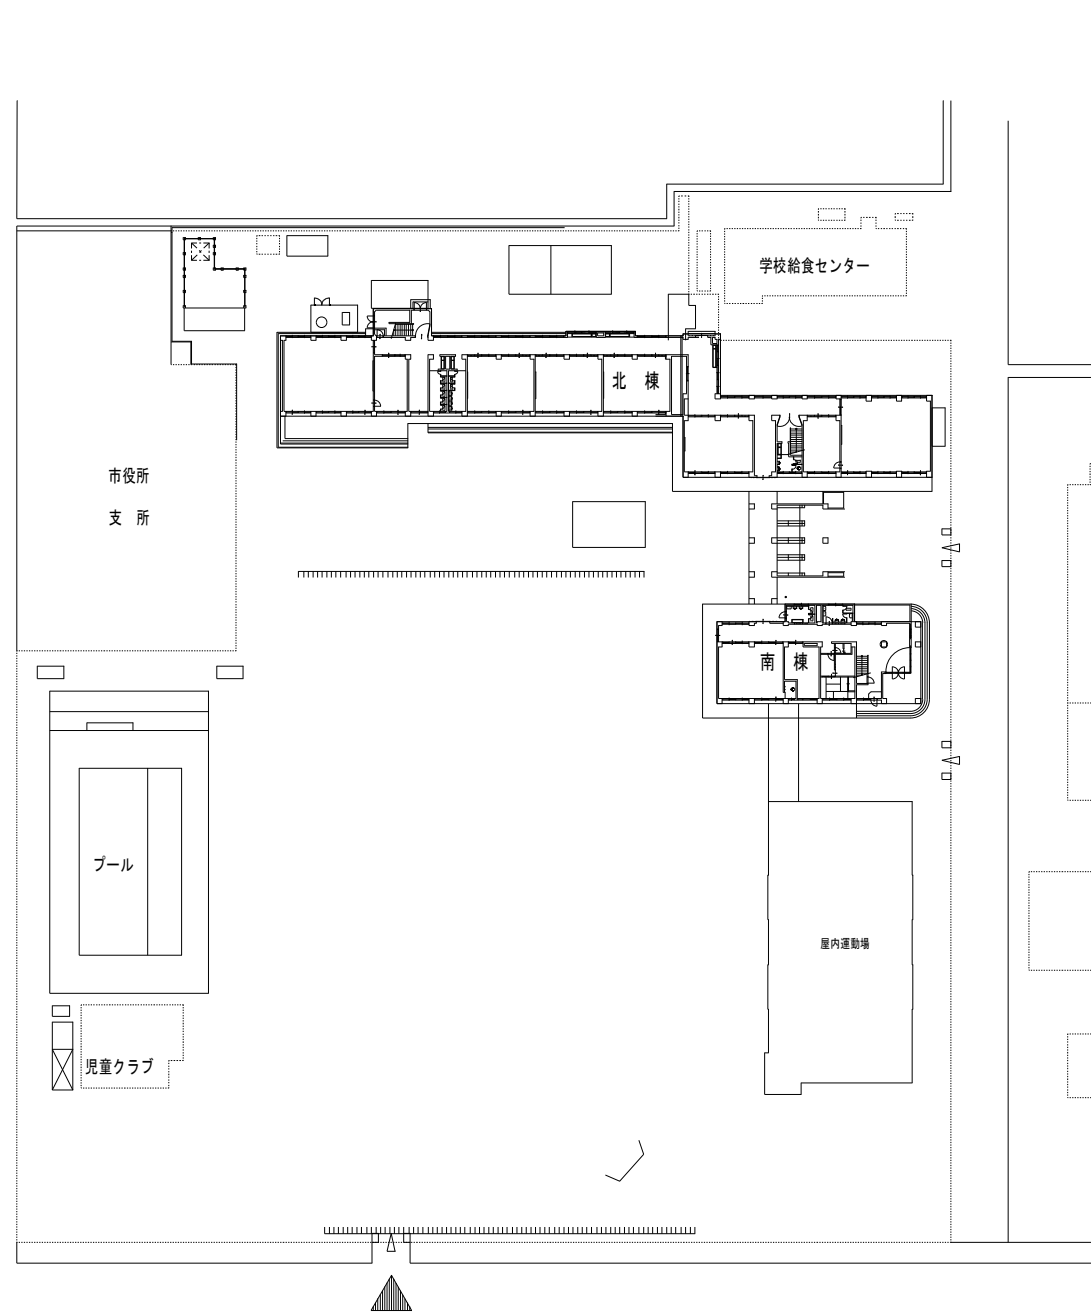 学校給食センター
北　棟
市役所
支　所
南　棟
プール
屋内運動場
児童クラブ